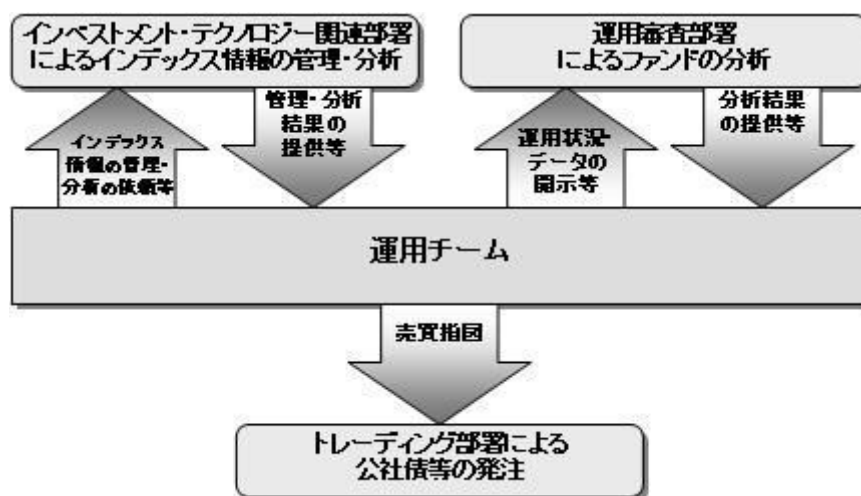 インベストメント・テクノロジー関連部署
によるインデックス情報の管理・分析
運用審査部署
によるファンドの分析
インデックス
情報の管理・
分析の依頼等
管理・分析
結果の
提供等
運用状況・
データの
開示等
分析結果
の提供等
運用チーム
売買指図
トレーディング部署による
公社債等の発注